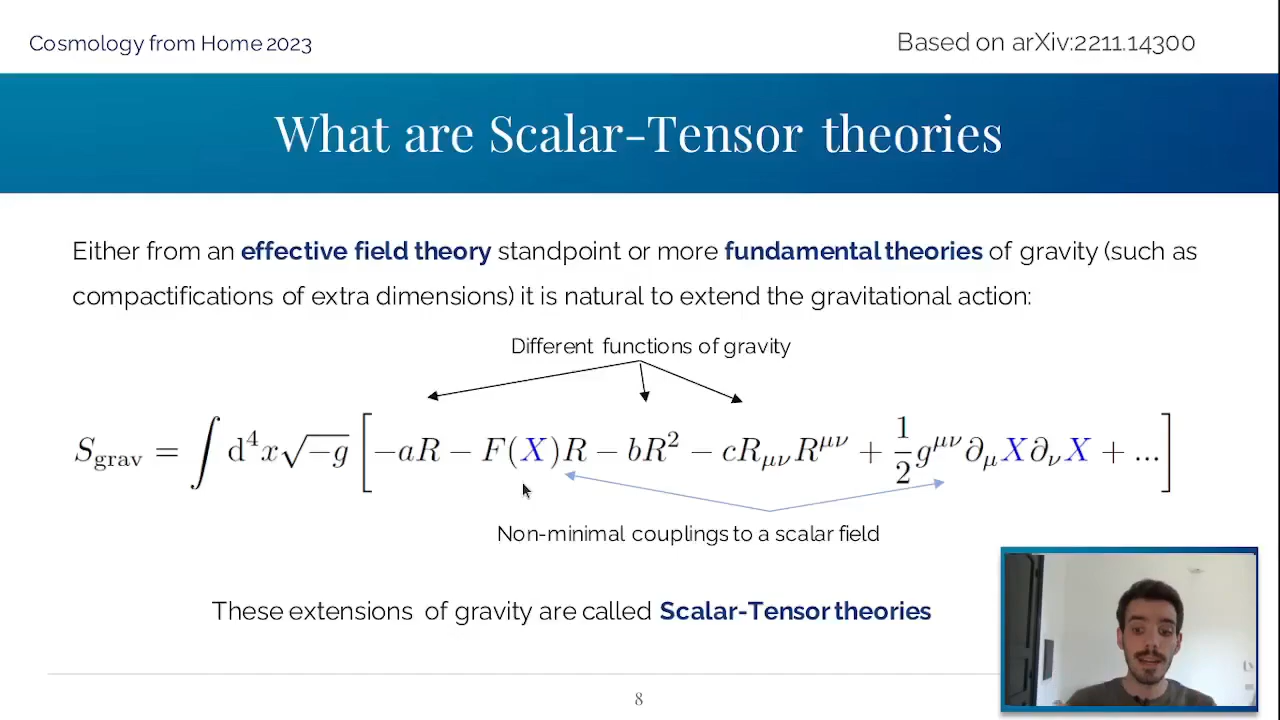 Cosmology from Home 2023
Based on arXiv:2211.14300
What are Scalar-Tensor theories
Either from an effective field theory standpoint or more fundamental theories of gravity (such as
compactifications of extra dimensions) it is natural to extend the gravitational action:
Different functions of gravity
S_grav = ∫ d⁴x√−g [−aR − F(X)R − bR² − cR_μν R^μν + 1/2 g^μν ∂_μ X ∂_ν X + ...]
Non-minimal couplings to a scalar field
These extensions of gravity are called Scalar-Tensor theories
8